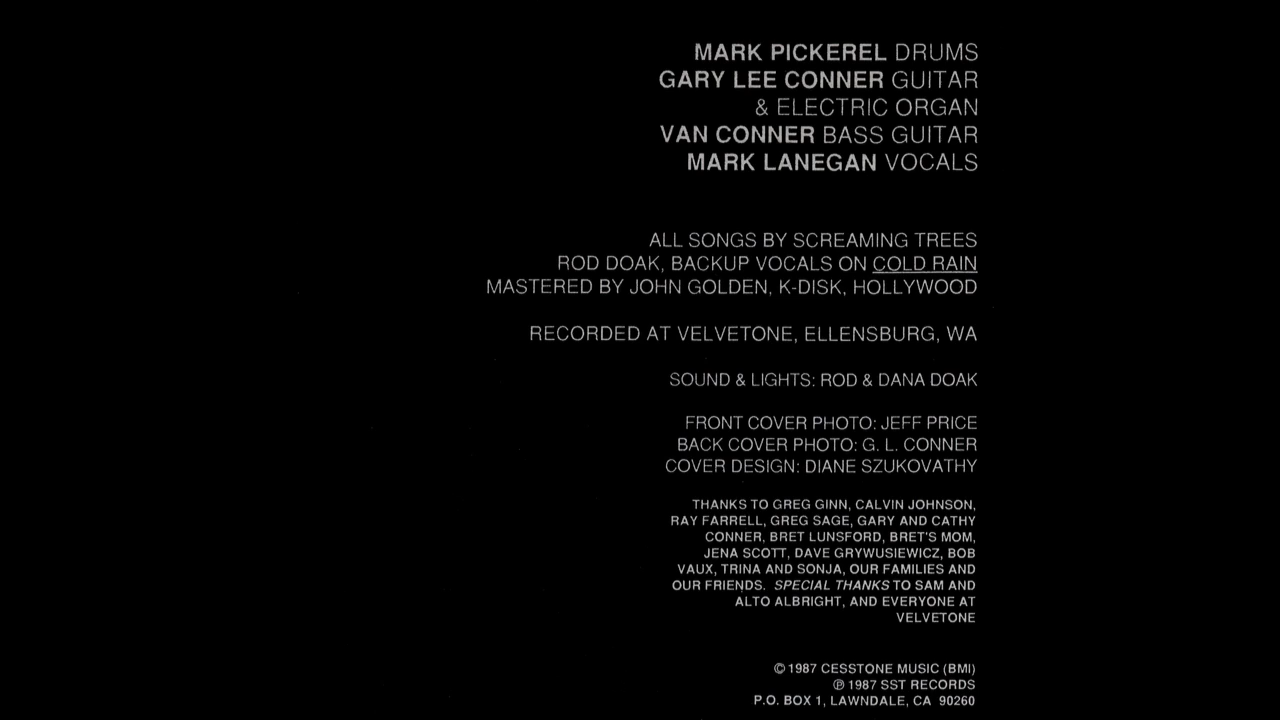 MARK PICKEREL DRUMS
GARY LEE CONNER GUITAR
& ELECTRIC ORGAN
VAN CONNER BASS GUITAR
MARK LANEGAN VOCALS
ALL SONGS BY SCREAMING TREES
ROD DOAK, BACKUP VOCALS ON COLD RAIN
MASTERED BY JOHN GOLDEN, K-DISK, HOLLYWOOD
RECORDED AT VELVETONE, ELLENSBURG, WA
SOUND & LIGHTS: ROD & DANA DOAK
FRONT COVER PHOTO: JEFF PRICE
BACK COVER PHOTO: G. L. CONNER
COVER DESIGN: DIANE SZUKOVATHY
THANKS TO GREG GINN, CALVIN JOHNSON,
RAY FARRELL, GREG SAGE, GARY AND CATHY
CONNER, BRET LUNSFORD, BRET'S MOM,
JENA SCOTT, DAVE GRYWUSIEWICZ, BOB
VAUX, TRINA AND SONJA, OUR FAMILIES AND
OUR FRIENDS. SPECIAL THANKS TO SAM AND
ALTO ALBRIGHT, AND EVERYONE AT
VELVETONE
© 1987 CESSTONE MUSIC (BMI)
℗ 1987 SST RECORDS
P.O. BOX 1, LAWNDALE, CA 90260